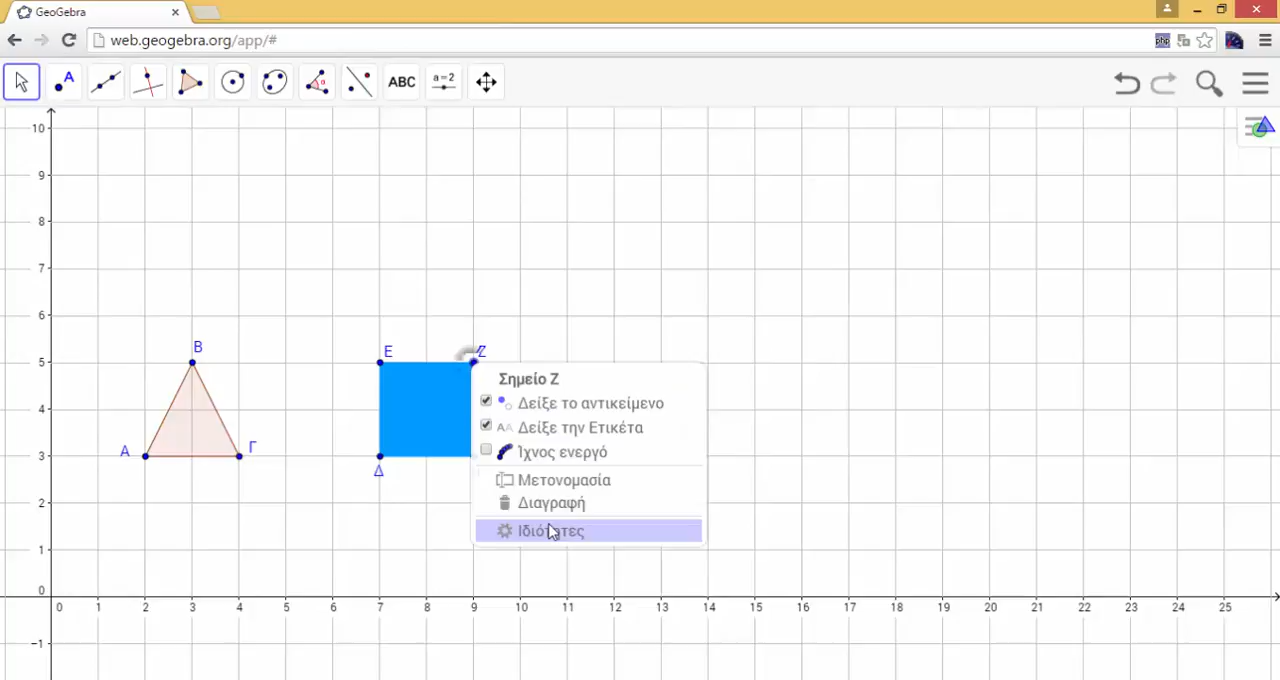 GeoGebra
web.geogebra.org/app/#
php
A
ABC
a=2
10
9
8
7
6
5
4
3
2
1
0
−1
0 1 2 3 4 5 6 7 8 9 10 11 12 13 14 15 16 17 18 19 20 21 22 23 24 25
Β
Α
Γ
Ε
Ζ
Δ
Σημείο Ζ
Δείξε το αντικείμενο
AA Δείξε την Ετικέτα
Ίχνος ενεργό
Μετονομασία
Διαγραφή
Ιδιότητες